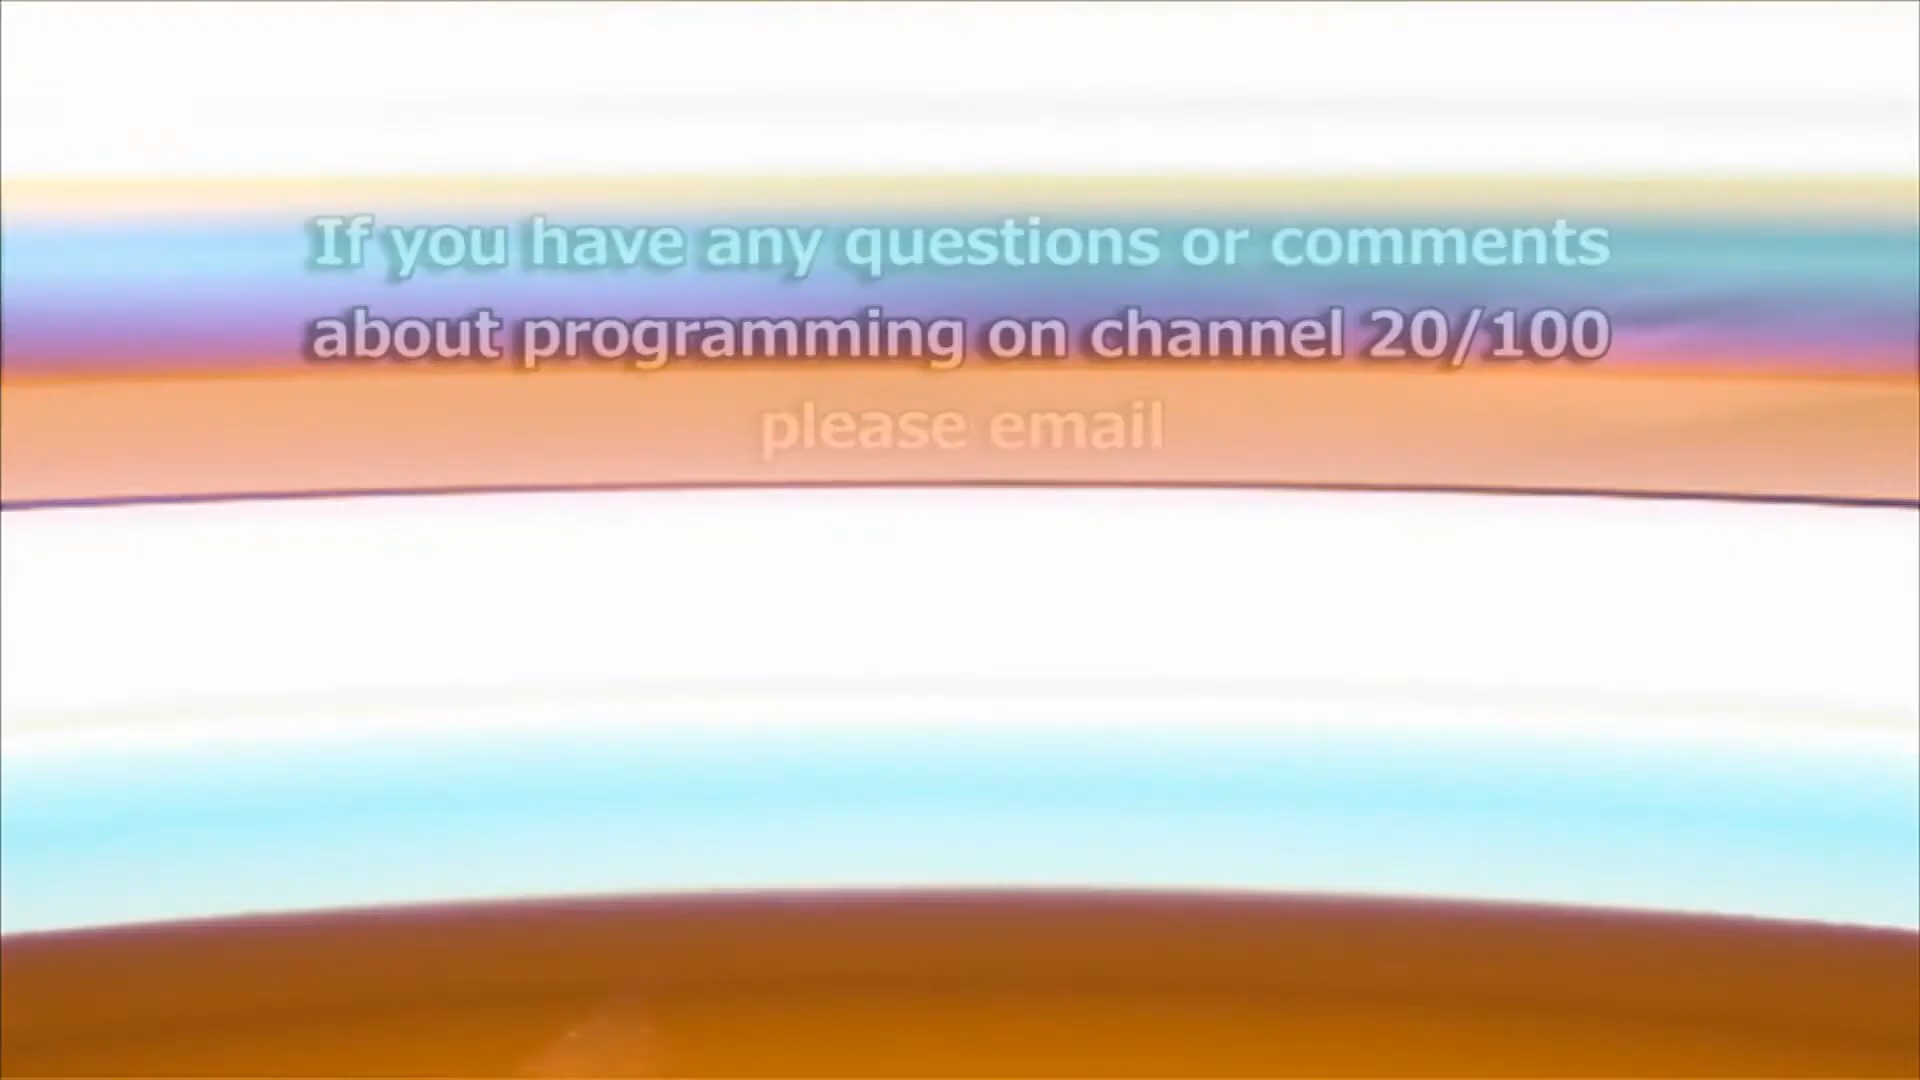 If you have any questions or comments
about programming on channel 20/100
please email